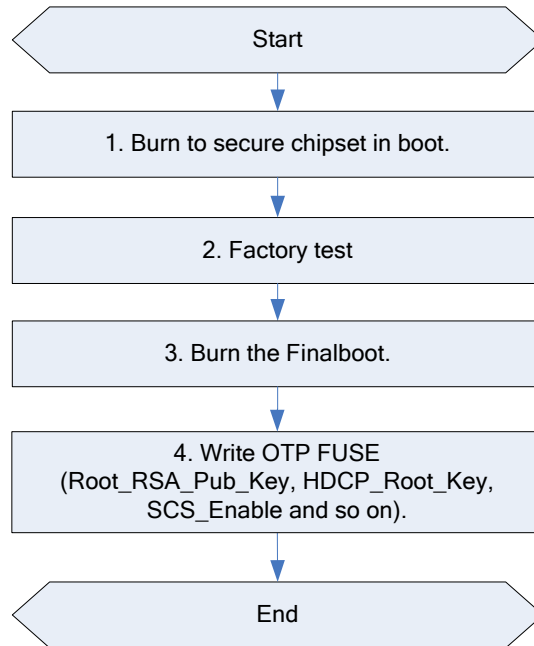 Start
1. Burn to secure chipset in boot.
2. Factory test
3. Burn the Finalboot.
4. Write OTP FUSE
(Root_RSA_Pub_Key, HDCP_Root_Key,
SCS_Enable and so on).
End